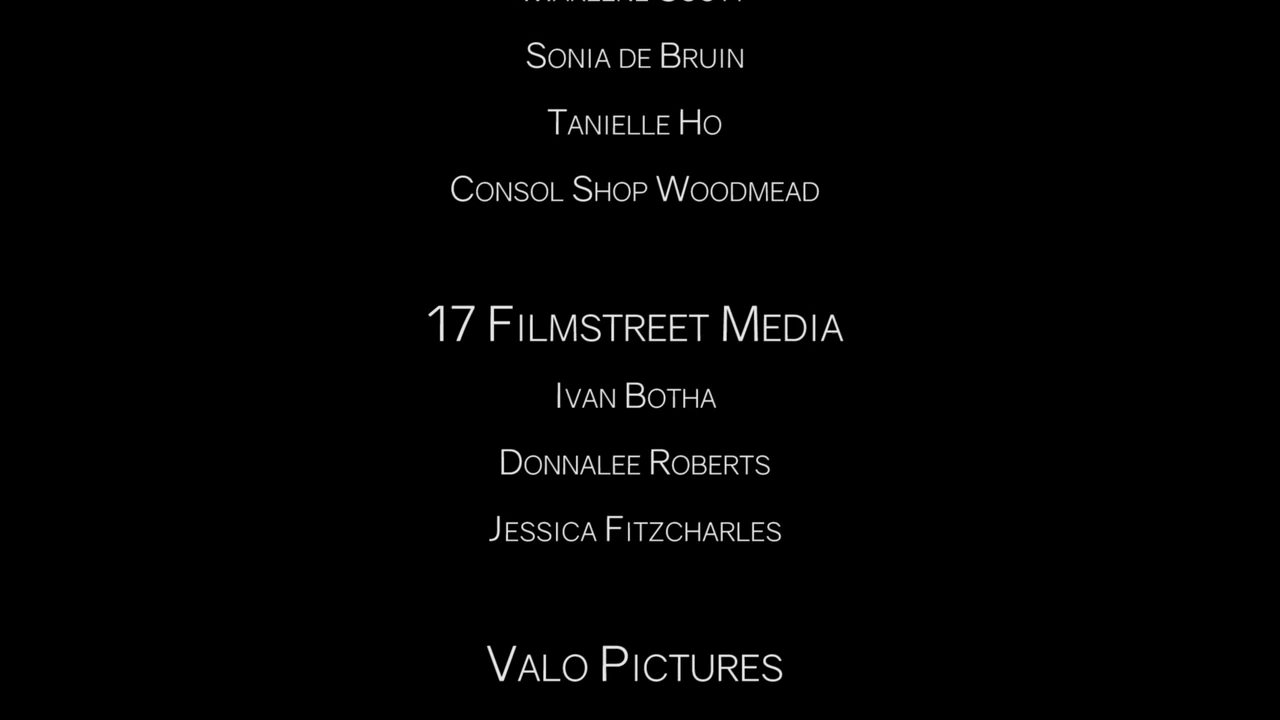 Sonia de Bruin
Tanielle Ho
Consol Shop Woodmead
17 Filmstreet Media
Ivan Botha
Donnalee Roberts
Jessica Fitzcharles
Valo Pictures